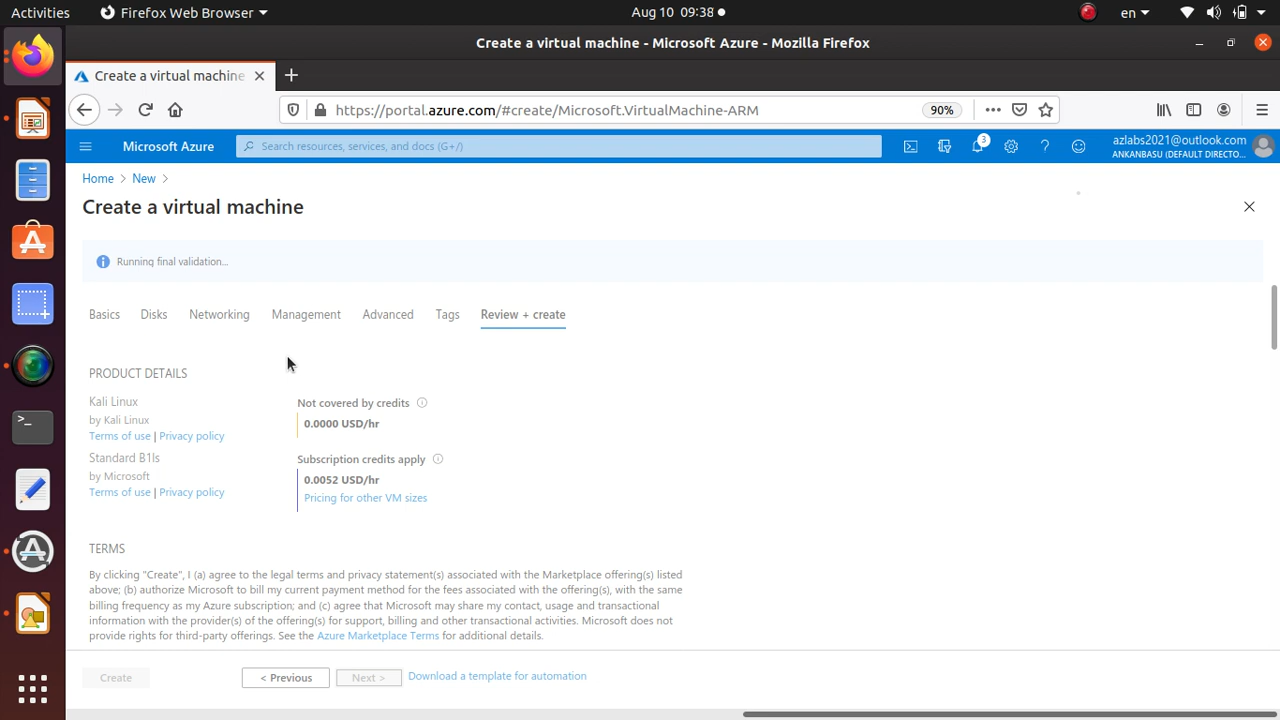 Activities Firefox Web Browser Aug 10 09:38 en
Create a virtual machine - Microsoft Azure - Mozilla Firefox
Create a virtual machine
https://portal.azure.com/#create/Microsoft.VirtualMachine-ARM 90%
Microsoft Azure Search resources, services, and docs (G+/) 3 azlabs2021@outlook.com
ANKANBASU (DEFAULT DIRECTO...
Home > New >
Create a virtual machine
Running final validation...
Basics Disks Networking Management Advanced Tags Review + create
PRODUCT DETAILS
Kali Linux Not covered by credits
by Kali Linux 0.0000 USD/hr
Terms of use | Privacy policy
Standard B1ls Subscription credits apply
by Microsoft 0.0052 USD/hr
Terms of use | Privacy policy Pricing for other VM sizes
TERMS
By clicking "Create", I (a) agree to the legal terms and privacy statement(s) associated with the Marketplace offering(s) listed
above; (b) authorize Microsoft to bill my current payment method for the fees associated with the offering(s), with the same
billing frequency as my Azure subscription; and (c) agree that Microsoft may share my contact, usage and transactional
information with the provider(s) of the offering(s) for support, billing and other transactional activities. Microsoft does not
provide rights for third-party offerings. See the Azure Marketplace Terms for additional details.
Create < Previous Next > Download a template for automation